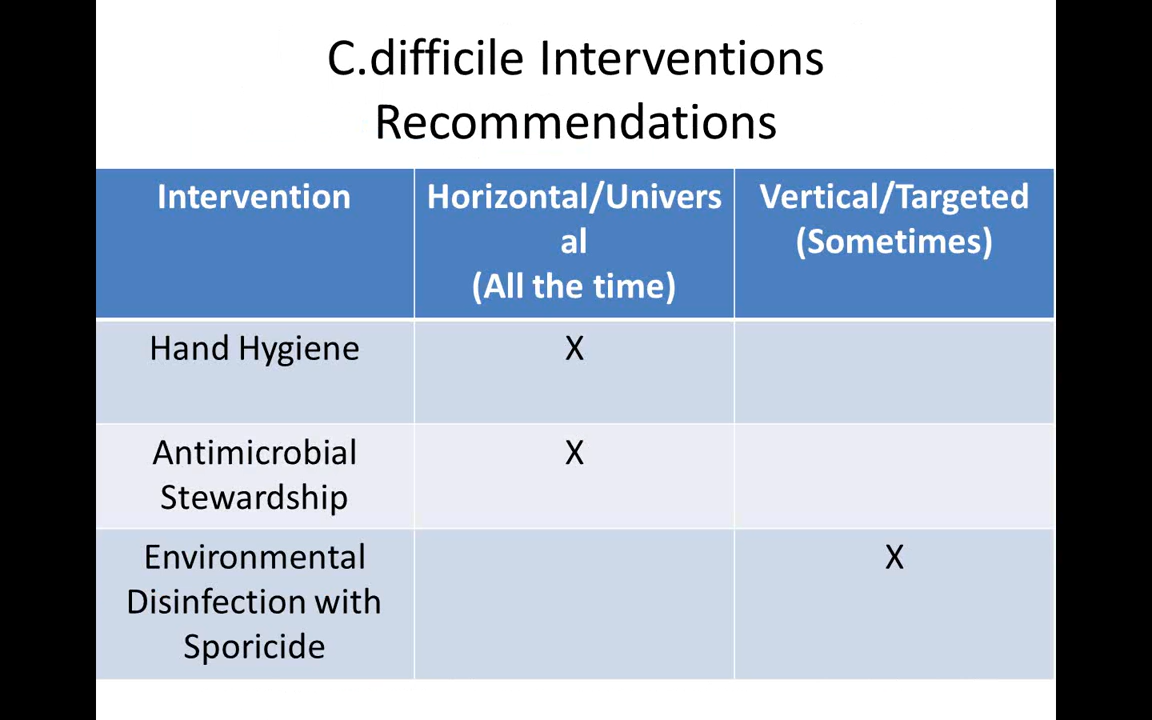 C.difficile Interventions
Recommendations
Intervention
Horizontal/Univers
al
(All the time)
Vertical/Targeted
(Sometimes)
Hand Hygiene
X
Antimicrobial
Stewardship
X
Environmental
Disinfection with
Sporicide
X